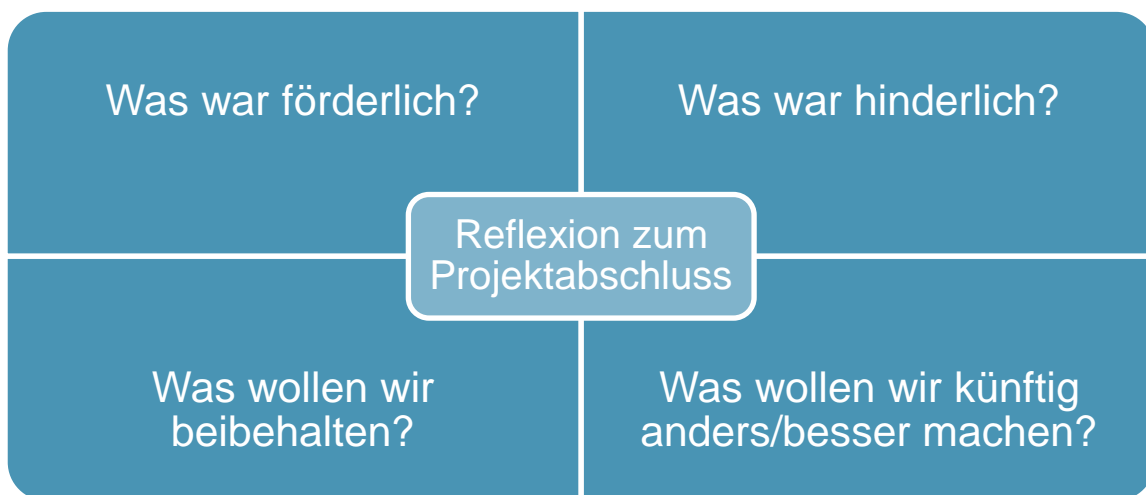 Was war förderlich?
Was war hinderlich?
Reflexion zum
Projektabschluss
Was wollen wir
beibehalten?
Was wollen wir künftig
anders/besser machen?